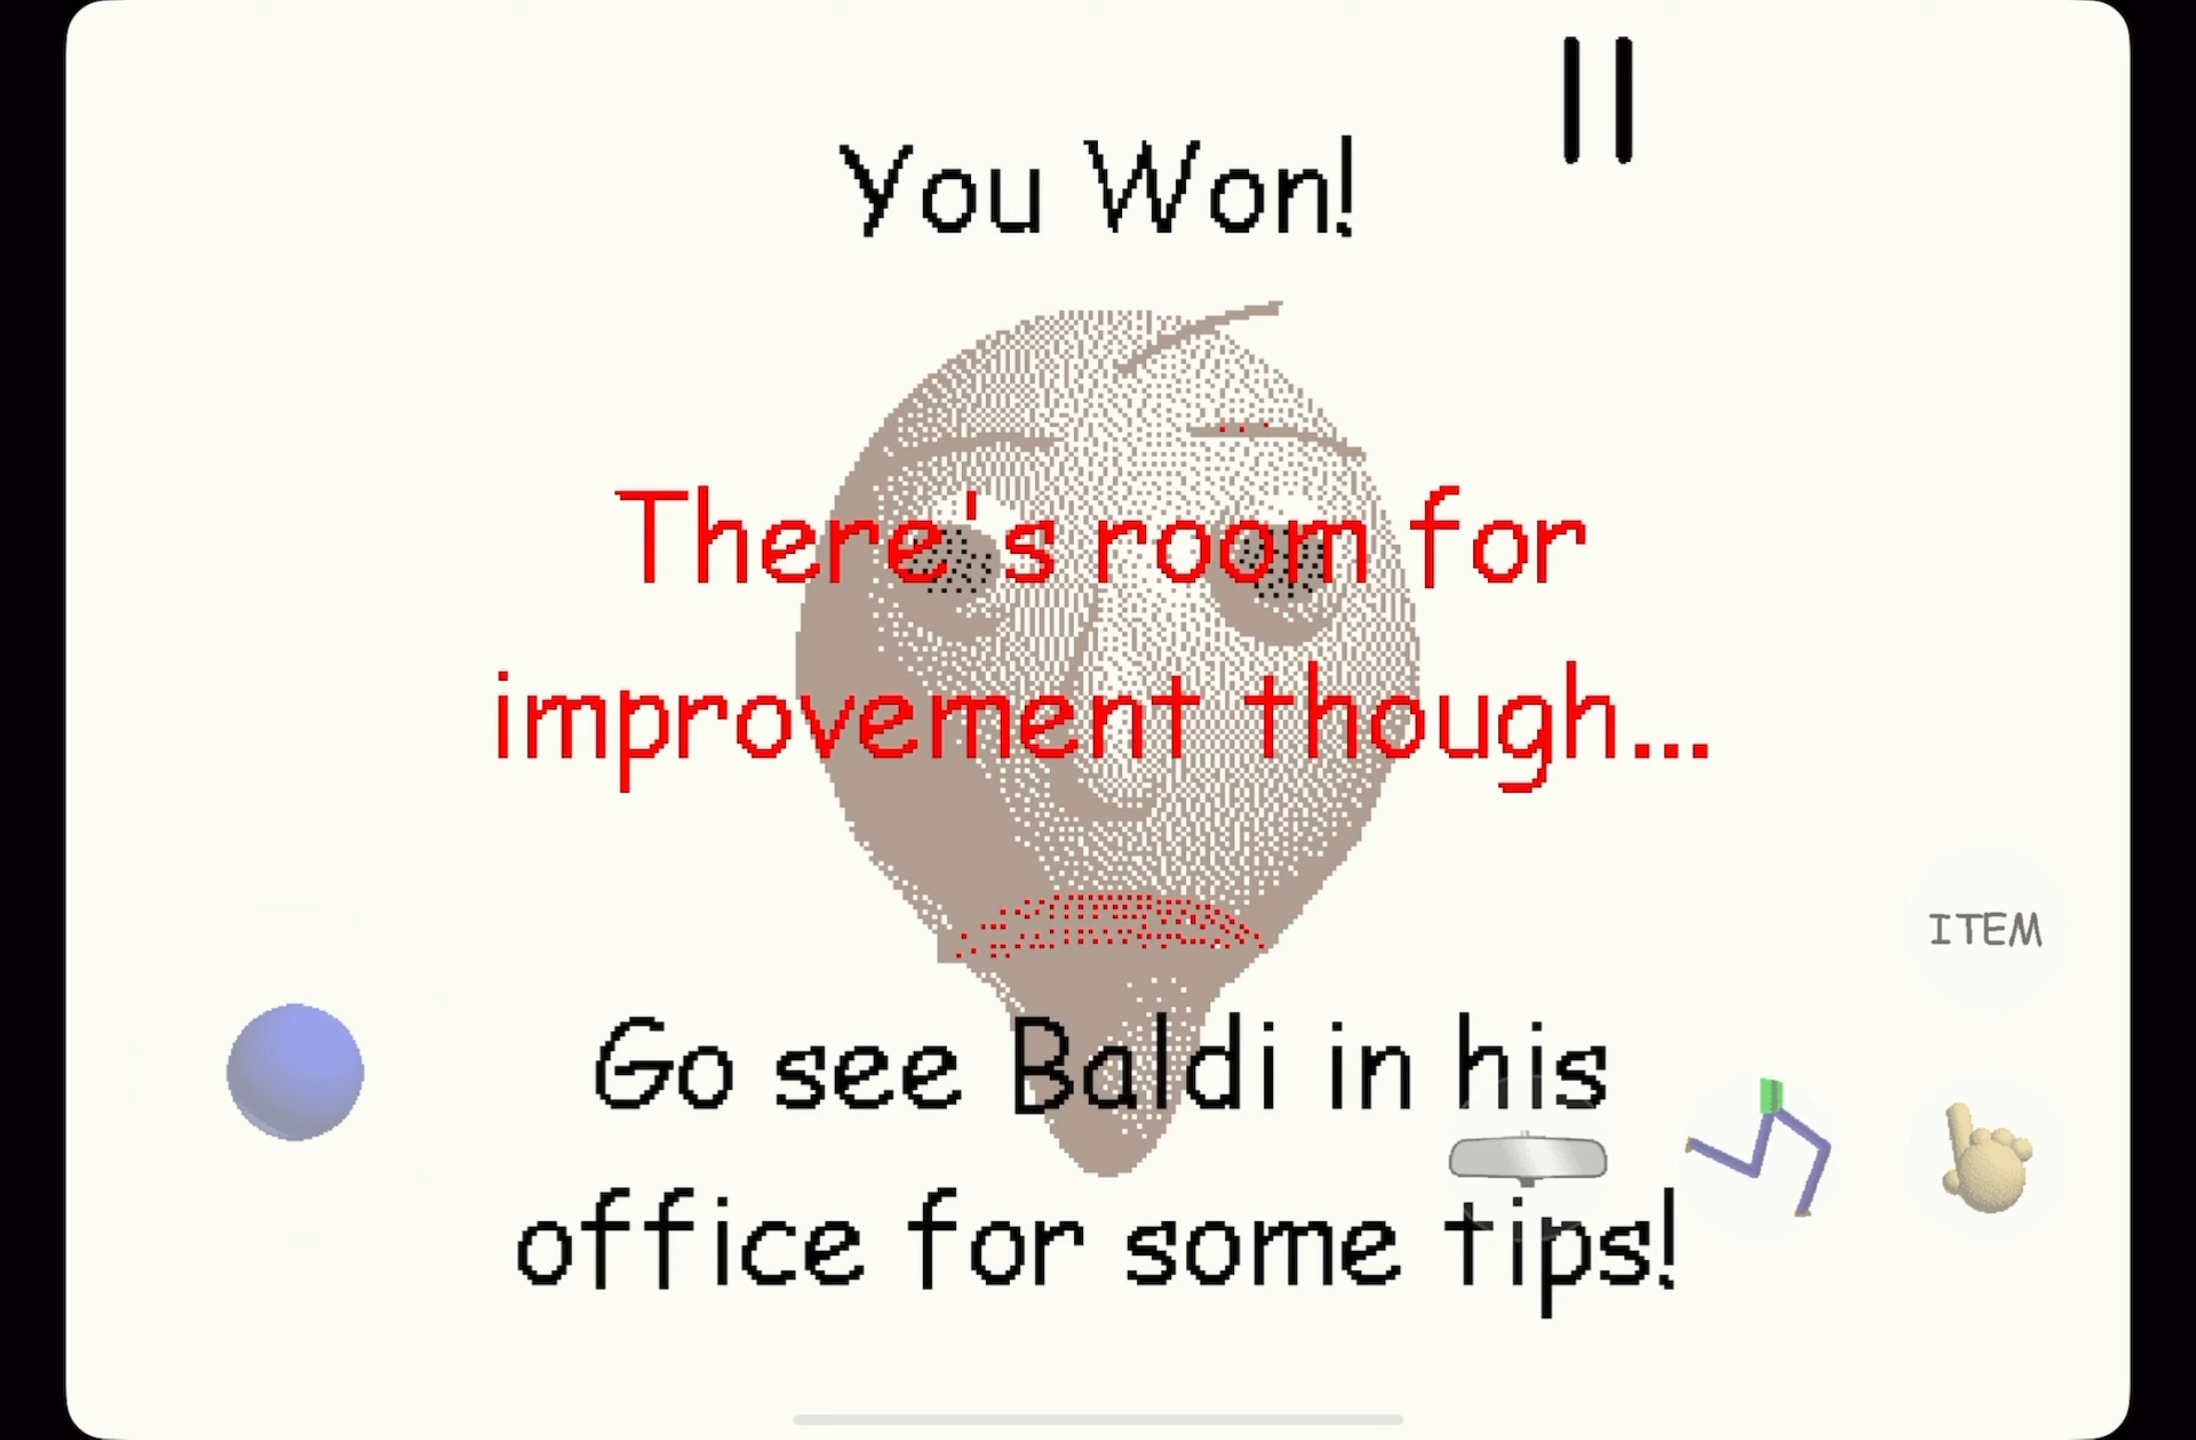 You Won!
There's room for
improvement though...
ITEM
Go see Baldi in his
office for some tips!